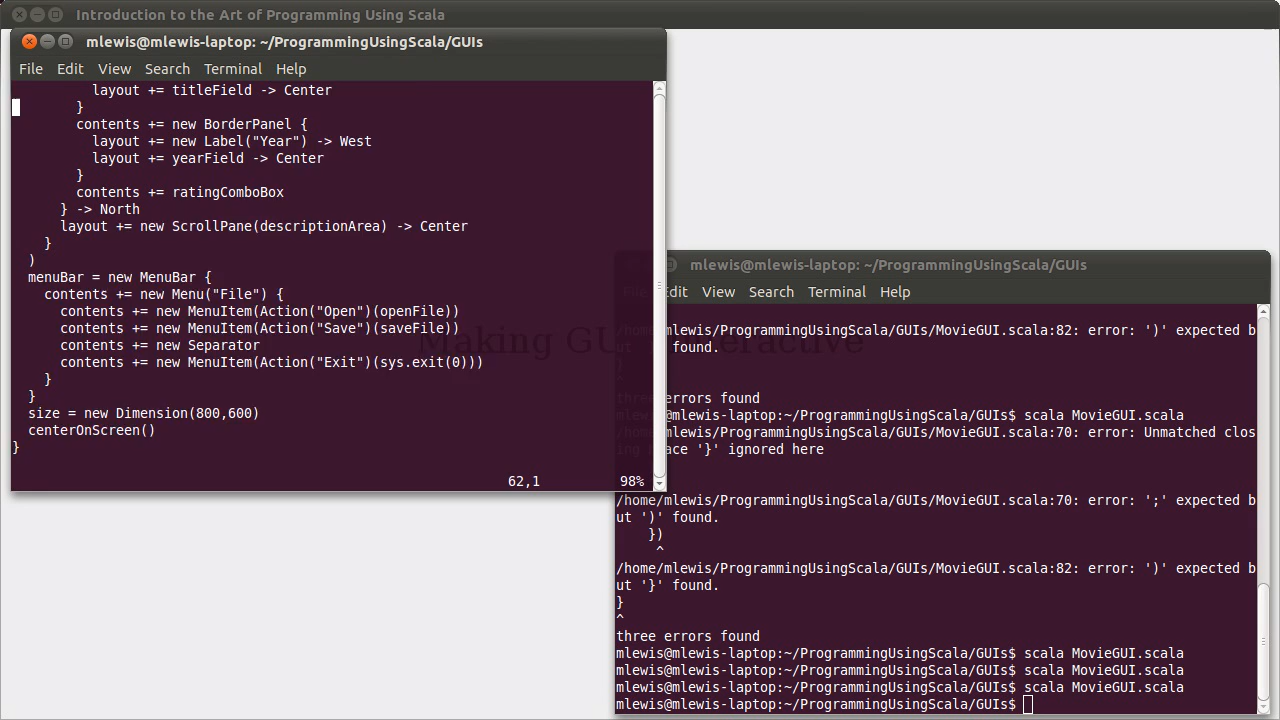 Introduction to the Art of Programming Using Scala
mlewis@mlewis-laptop: ~/ProgrammingUsingScala/GUIs
File Edit View Search Terminal Help
layout += titleField -> Center
}
contents += new BorderPanel {
layout += new Label("Year") -> West
layout += yearField -> Center
}
contents += ratingComboBox
} -> North
layout += new ScrollPane(descriptionArea) -> Center
}
)
menuBar = new MenuBar {
contents += new Menu("File") {
contents += new MenuItem(Action("Open")(openFile))
contents += new MenuItem(Action("Save")(saveFile))
contents += new Separator
contents += new MenuItem(Action("Exit")(sys.exit(0)))
}
}
size = new Dimension(800,600)
centerOnScreen()
}
62,1 98%
Making
mlewis@mlewis-laptop: ~/ProgrammingUsingScala/GUIs
File Edit View Search Terminal Help
/home/mlewis/ProgrammingUsingScala/GUIs/MovieGUI.scala:82: error: ')' expected b
ut found.
)
^
three errors found
mlewis@mlewis-laptop:~/ProgrammingUsingScala/GUIs$ scala MovieGUI.scala
/home/mlewis/ProgrammingUsingScala/GUIs/MovieGUI.scala:70: error: Unmatched clos
ing brace '}' ignored here
/home/mlewis/ProgrammingUsingScala/GUIs/MovieGUI.scala:70: error: ';' expected b
ut ')' found.
})
^
/home/mlewis/ProgrammingUsingScala/GUIs/MovieGUI.scala:82: error: ')' expected b
ut '}' found.
}
^
three errors found
mlewis@mlewis-laptop:~/ProgrammingUsingScala/GUIs$ scala MovieGUI.scala
mlewis@mlewis-laptop:~/ProgrammingUsingScala/GUIs$ scala MovieGUI.scala
mlewis@mlewis-laptop:~/ProgrammingUsingScala/GUIs$ scala MovieGUI.scala
mlewis@mlewis-laptop:~/ProgrammingUsingScala/GUIs$